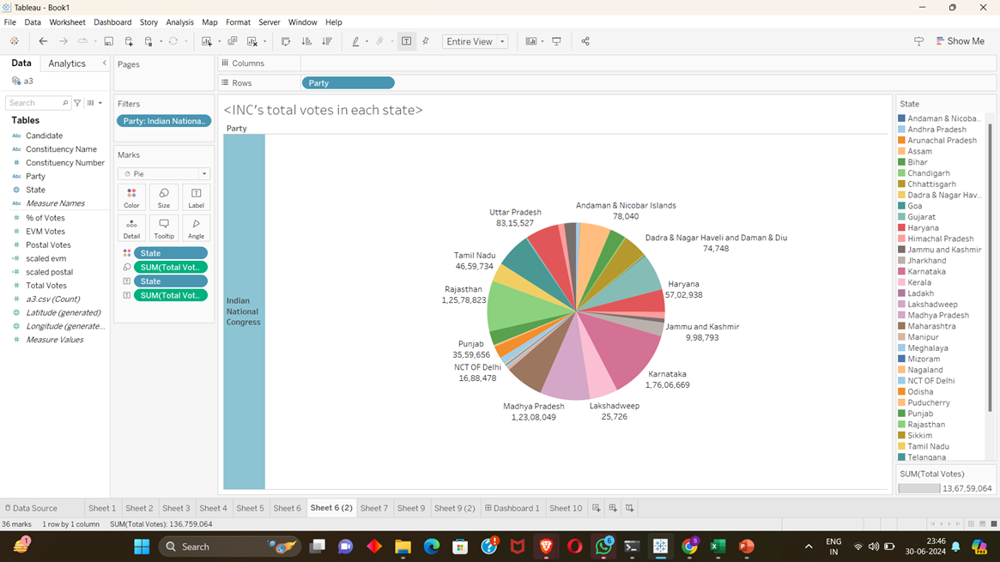 Tableau - Book1
File Data Worksheet Dashboard Story Analysis Map Format Server Window Help
Entire View
Show Me
Data Analytics
a3
Search
Tables
Abc Candidate
Abc Constituency Name
# Constituency Number
Abc Party
State
Abc Measure Names
# % of Votes
# EVM Votes
# Postal Votes
scaled evm
scaled postal
# Total Votes
# a3.csv (Count)
Latitude (generated)
Longitude (generate...
# Measure Values
Pages
Filters
Party: Indian Nationa..
Marks
Pie
Color Size Label
Detail Tooltip Angle
State
SUM(Total Vot..
State
SUM(Total Vot..
Columns
Rows Party
<INC's total votes in each state>
Party
Indian
National
Congress
Andaman & Nicobar Islands
78,040
Dadra & Nagar Haveli and Daman & Diu
74,748
Haryana
57,02,938
Jammu and Kashmir
9,98,793
Karnataka
1,76,06,669
Lakshadweep
25,726
Madhya Pradesh
1,23,08,049
NCT OF Delhi
16,88,478
Punjab
35,59,656
Rajasthan
1,25,78,823
Tamil Nadu
46,59,734
Uttar Pradesh
83,15,527
State
Andaman & Nicoba..
Andhra Pradesh
Arunachal Pradesh
Assam
Bihar
Chandigarh
Chhattisgarh
Dadra & Nagar Hav..
Goa
Gujarat
Haryana
Himachal Pradesh
Jammu and Kashmir
Jharkhand
Karnataka
Kerala
Ladakh
Lakshadweep
Madhya Pradesh
Maharashtra
Manipur
Meghalaya
Mizoram
Nagaland
NCT OF Delhi
Odisha
Puducherry
Punjab
Rajasthan
Sikkim
Tamil Nadu
Telangana
SUM(Total Votes)
13,67,59,064
Data Source Sheet 1 Sheet 2 Sheet 3 Sheet 4 Sheet 5 Sheet 6 Sheet 6 (2) Sheet 7 Sheet 9 Sheet 9 (2) Dashboard 1 Sheet 10
36 marks 1 row by 1 column SUM(Total Votes): 136,759,064
1
Search
6
S
ENG
IN
23:46
30-06-2024
PRE